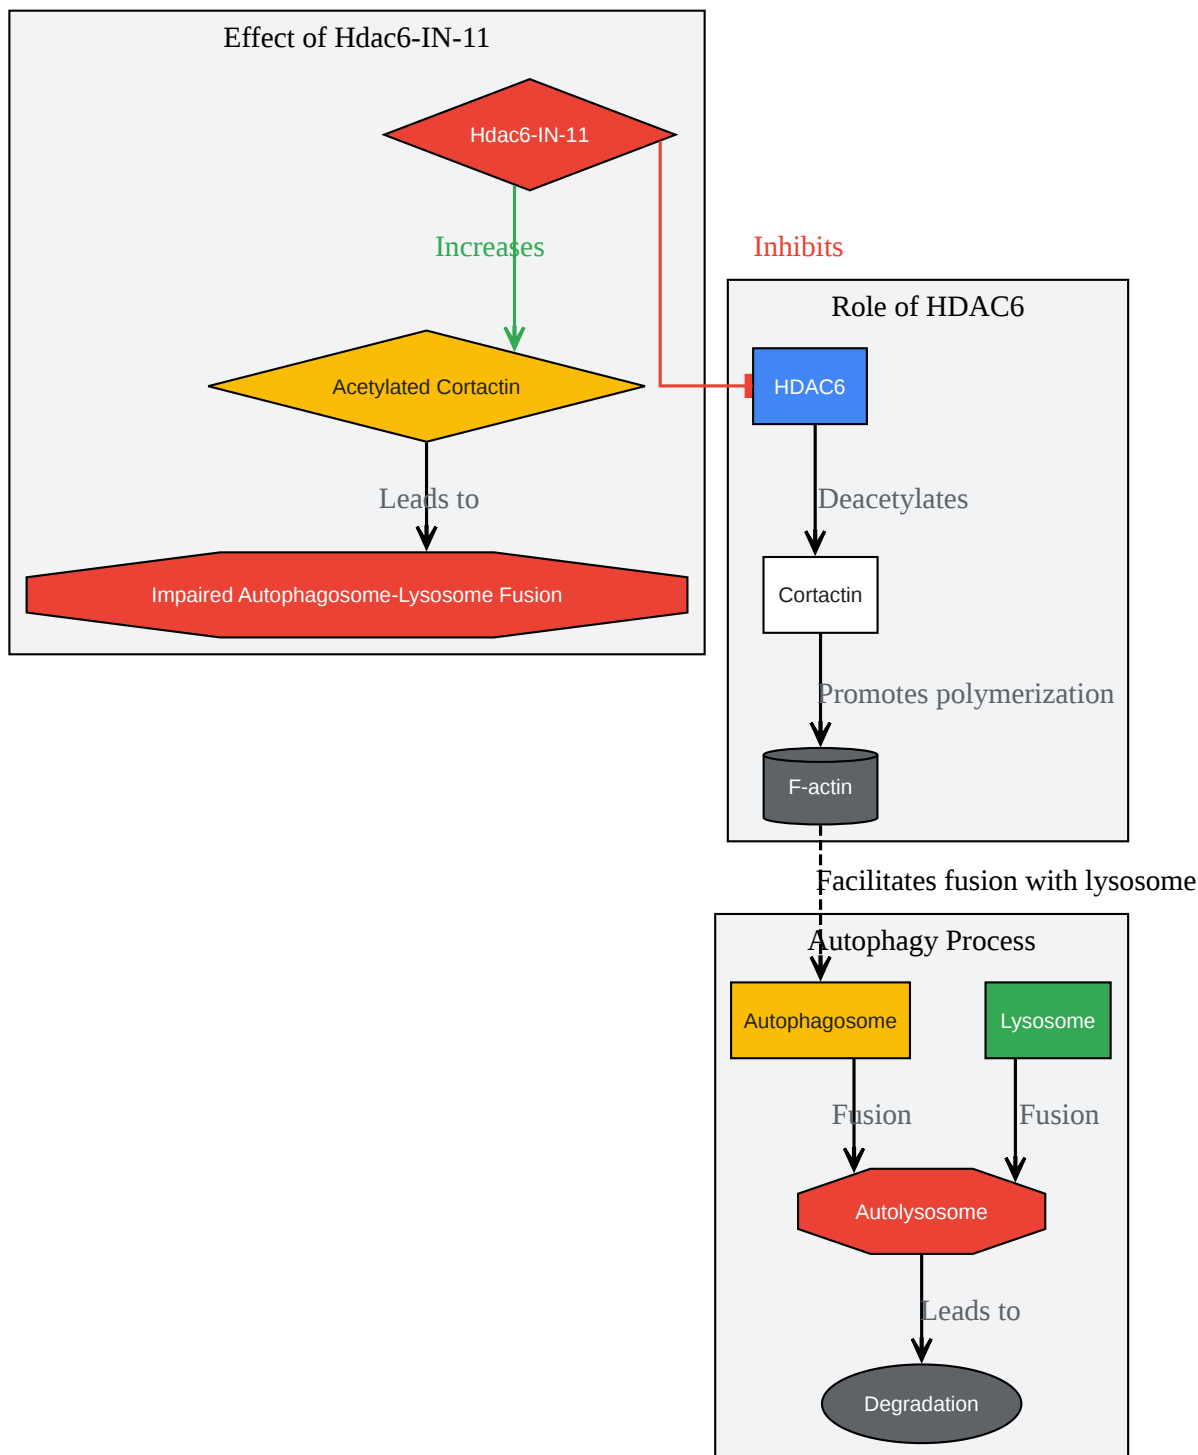 Effect of Hdac6-IN-11
Hdac6-IN-11
Increases
Inhibits
Acetylated Cortactin
Leads to
Impaired Autophagosome-Lysosome Fusion
Role of HDAC6
HDAC6
Deacetylates
Cortactin
Promotes polymerization
F-actin
Facilitates fusion with lysosome
Autophagy Process
Autophagosome
Lysosome
Fusion
Fusion
Autolysosome
Leads to
Degradation